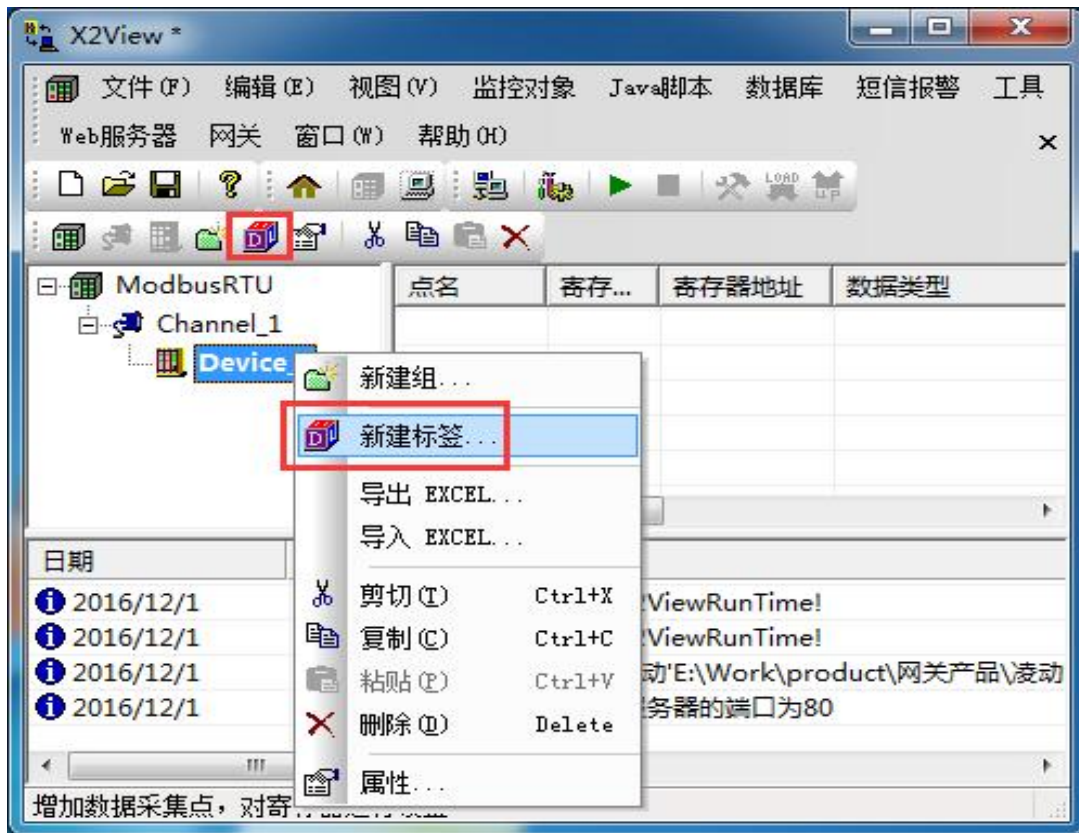 X2View *
文件(F) 编辑(E) 视图(V) 监控对象 Java脚本 数据库 短信报警 工具
Web服务器 网关 窗口(W) 帮助(H)
LOAD
UP
ModbusRTU
Channel_1
Device_
点名 寄存... 寄存器地址 数据类型
新建组...
新建标签...
导出 EXCEL...
导入 EXCEL...
剪切(T) Ctrl+X
复制(C) Ctrl+C
粘贴(P) Ctrl+V
删除(D) Delete
属性...
日期
2016/12/1 ViewRunTime!
2016/12/1 ViewRunTime!
2016/12/1 动'E:\Work\product\网关产品\凌动
2016/12/1 务器的端口为80
增加数据采集点，对寄